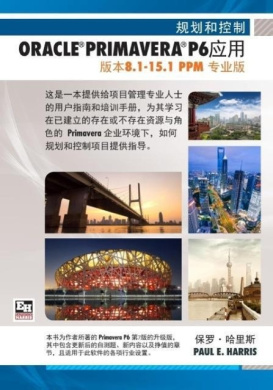 规划和控制
ORACLE® PRIMAVERA® P6应用
版本8.1-15.1 PPM 专业版
这是一本提供给项目管理专业人士
的用户指南和培训手册，为其学习
在已建立的存在或不存在资源与角
色的 Primavera 企业环境下，如何
规划和控制项目提供指导。
EH
HARRIS
本书为作者所著的 Primavera P6 第7版的升级版，
其中包含更新后的自测题、新内容以及挣值的章
节，且适用于此软件的各项行业设置。
保罗·哈里斯
PAUL E. HARRIS